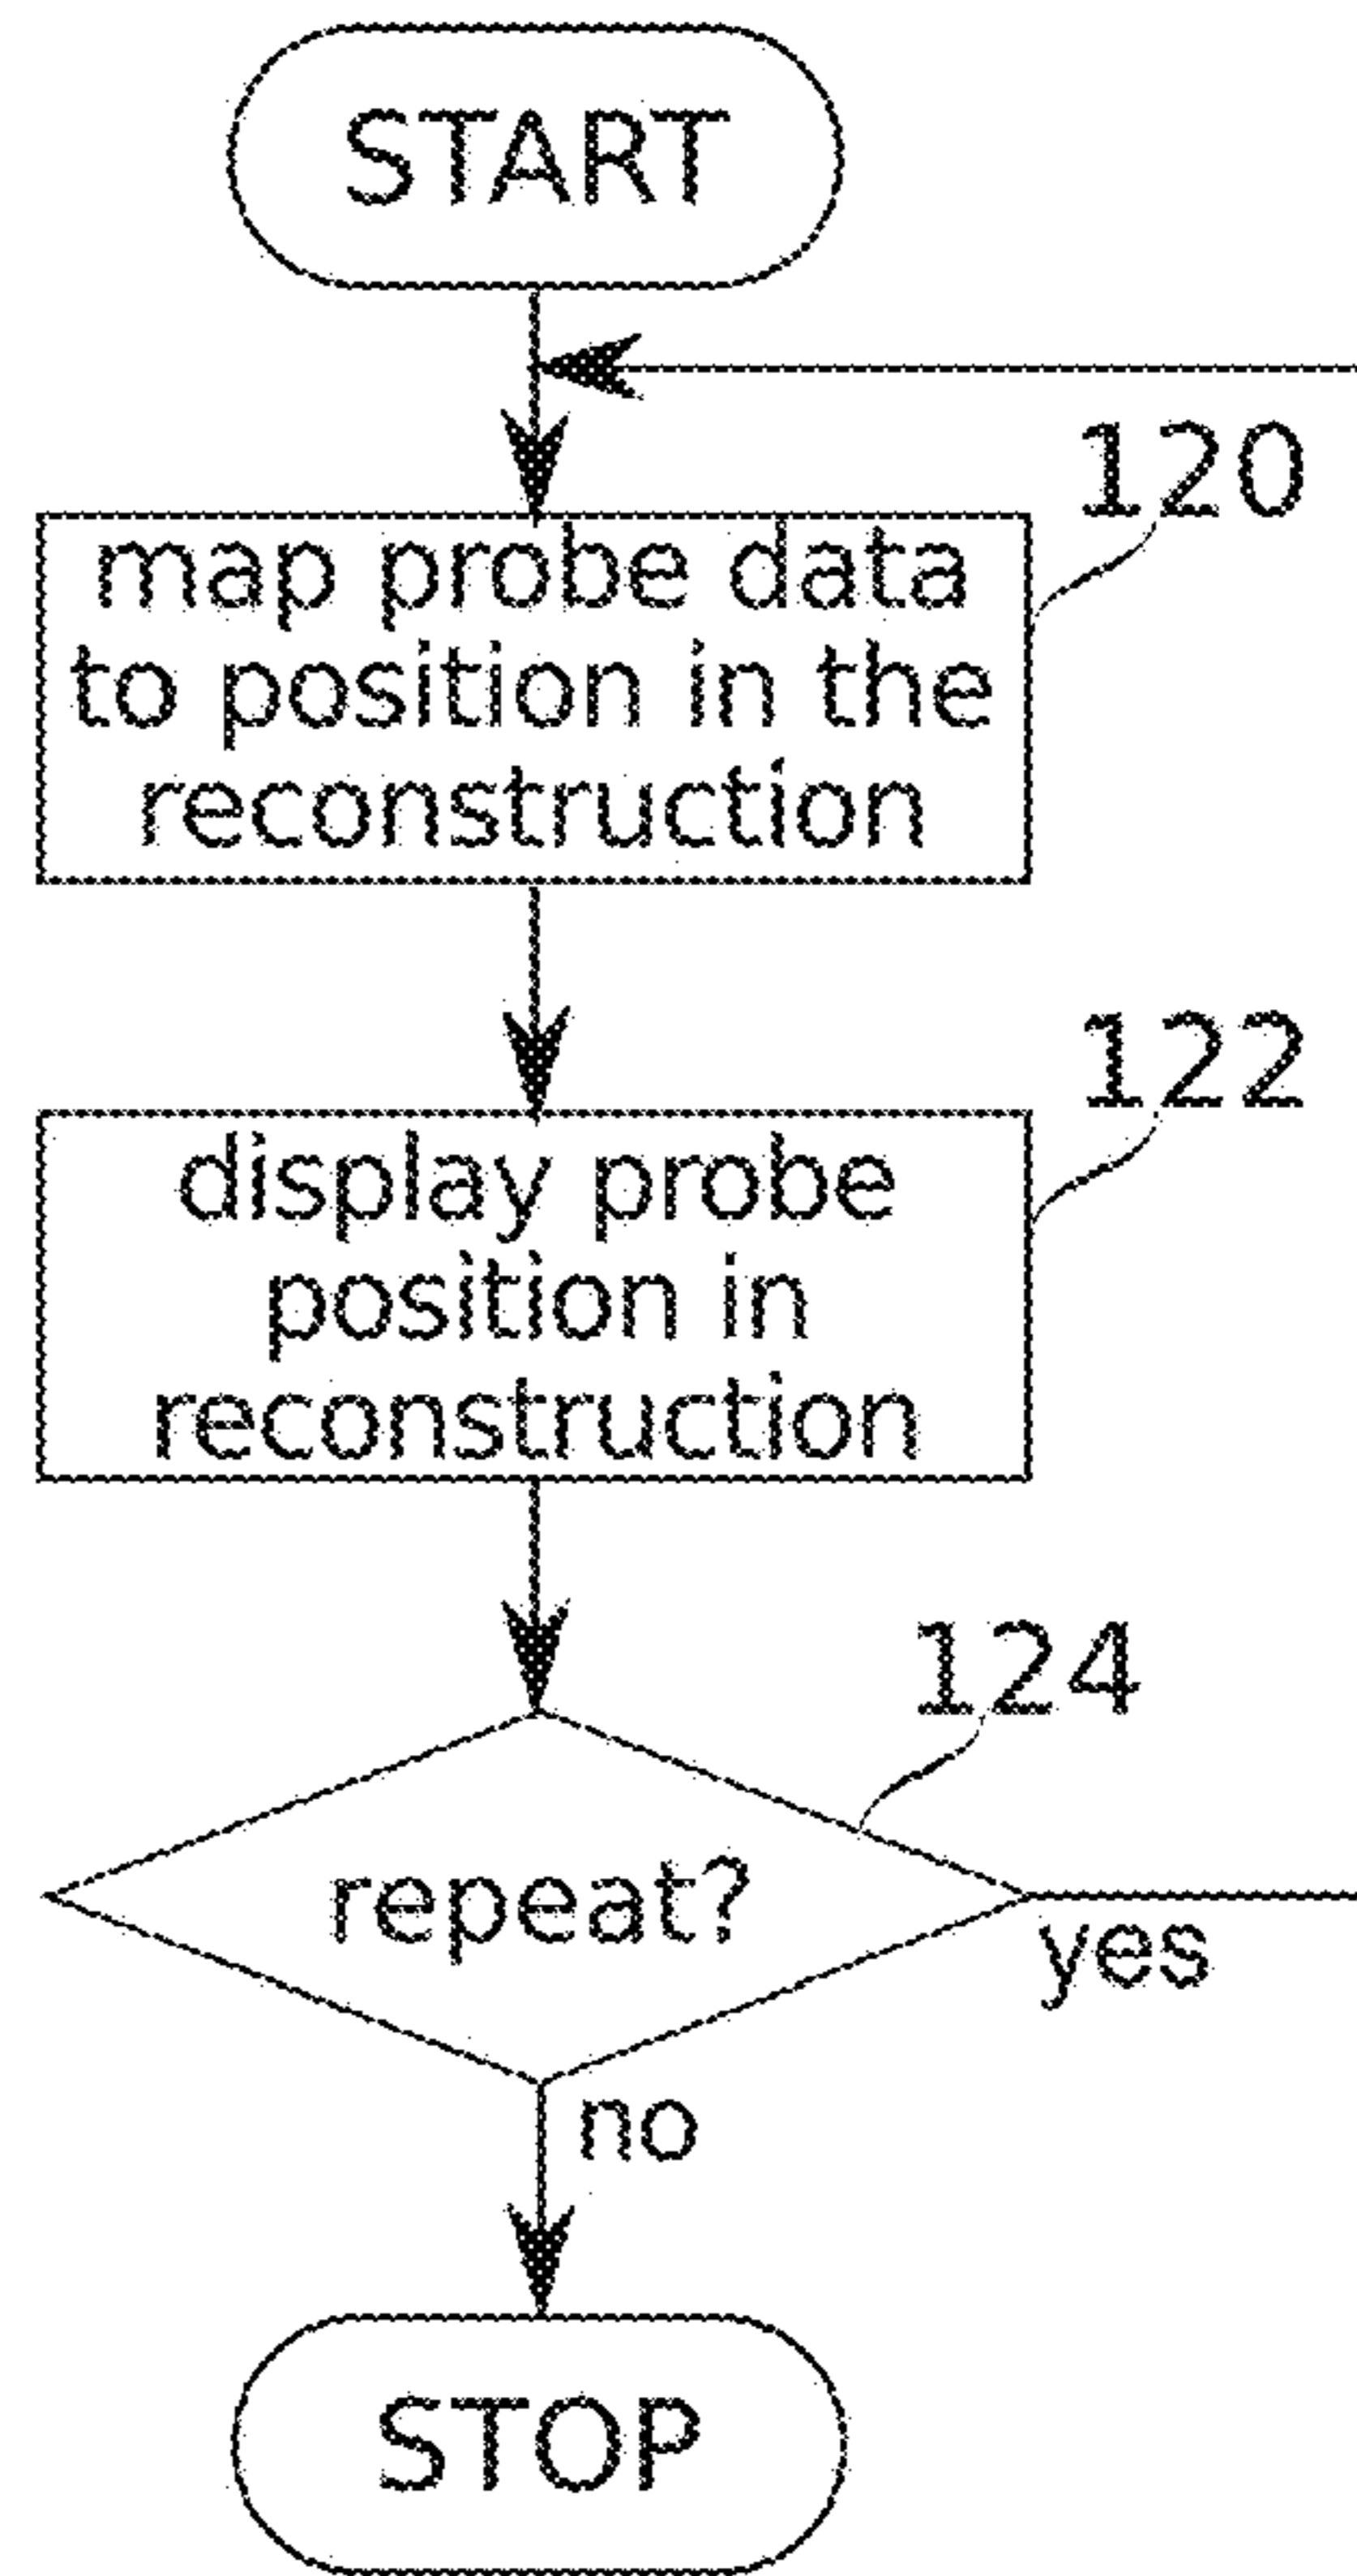 START
120
map probe data
to position in the
reconstruction
122
display probe
position in
reconstruction
124
repeat?
yes
no
STOP